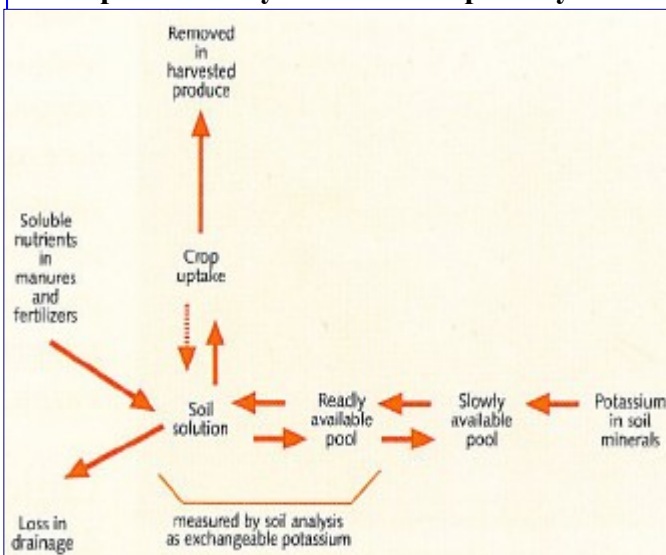 Removed
in
harvested
produce
Soluble
nutrients
in
manures
and
fertilizers
Crop
uptake
Soil
solution
Readly
available
pool
Slowly
available
pool
Potassium
in soil
minerals
Loss in
drainage
measured by soil analysis
as exchangeable potassium